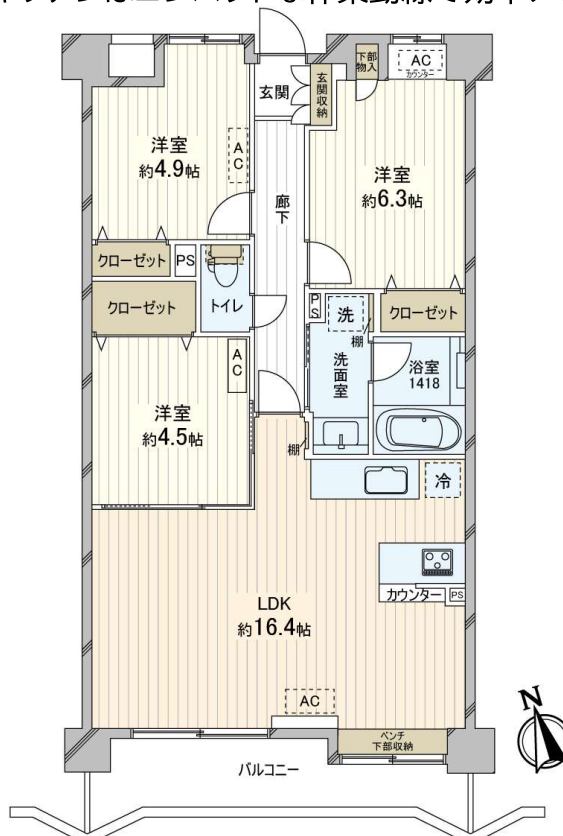 下部
物入
AC
カウンター
玄関
玄関収納
洋室
約4.9帖
AC
洋室
約6.3帖
廊下
クローゼット
PS
クローゼット
トイレ
PS
洗
棚
クローゼット
洗面室
浴室
1418
AC
洋室
約4.5帖
棚
冷
LDK
約16.4帖
カウンター
PS
AC
ベンチ
下部収納
バルコニー
N